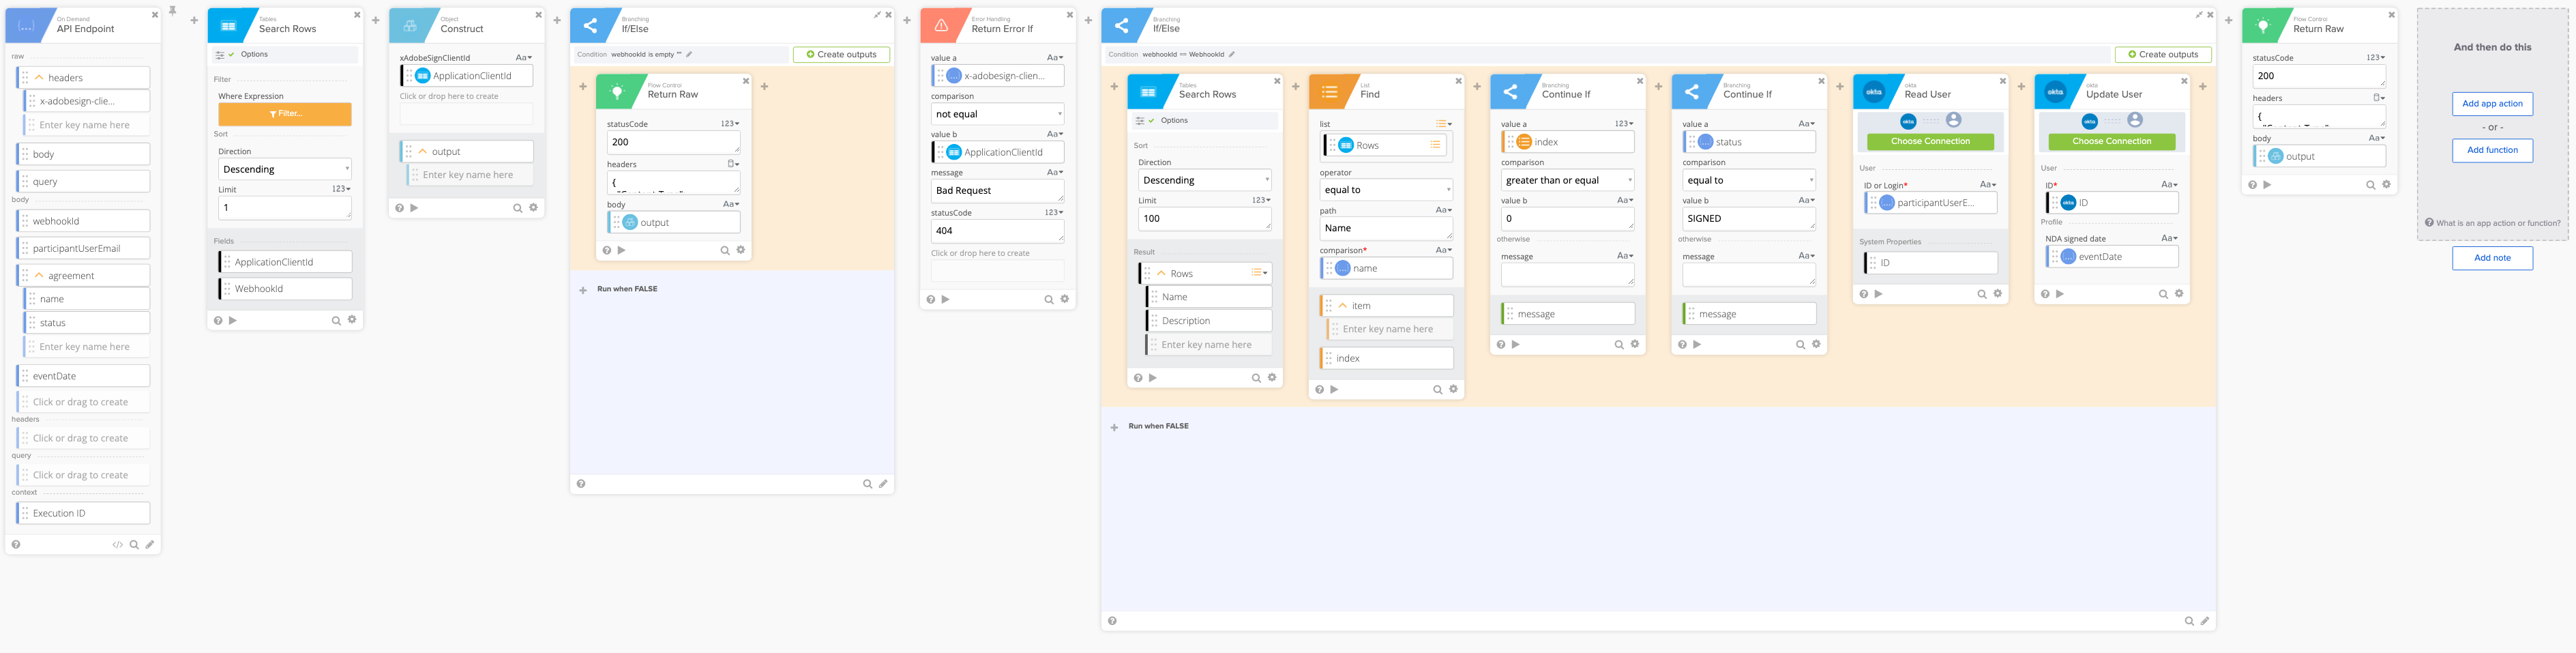 On Demand
API Endpoint
raw
headers
x-adobesign-clie...
Enter key name here
body
query
body
webhookId
participantUserEmail
agreement
name
status
Enter key name here
eventDate
Click or drag to create
headers
Click or drag to create
query
Click or drag to create
context
Execution ID
Tables
Search Rows
Options
Filter
Where Expression
Filter...
Sort
Direction
Descending
Limit 123
1
Fields
ApplicationClientId
WebhookId
Object
Construct
xAdobeSignClientId Aa
ApplicationClientId
Click or drop here to create
output
Enter key name here
Branching
If/Else
Condition webhookId is empty ""
Create outputs
Flow Control
Return Raw
statusCode 123
200
headers
{
body Aa
output
Run when FALSE
Error Handling
Return Error If
value a Aa
x-adobesign-clien...
comparison
not equal
value b Aa
ApplicationClientId
message Aa
Bad Request
statusCode 123
404
Click or drop here to create
Branching
If/Else
Condition webhookId == WebhookId
Create outputs
Tables
Search Rows
Options
Sort
Direction
Descending
Limit 123
100
Result
Rows
Name
Description
Enter key name here
List
Find
list
Rows
operator
equal to
path Aa
Name
comparison* Aa
name
item
Enter key name here
index
Branching
Continue If
value a 123
index
comparison
greater than or equal
value b 123
0
otherwise
message Aa
message
Branching
Continue If
value a Aa
status
comparison
equal to
value b Aa
SIGNED
otherwise
message Aa
message
okta
okta
Read User
okta
Choose Connection
User
ID or Login* Aa
participantUserE...
System Properties
ID
okta
okta
Update User
okta
Choose Connection
User
ID* Aa
okta ID
Profile
NDA signed date Aa
eventDate
Run when FALSE
Flow Control
Return Raw
statusCode 123
200
headers
{
body Aa
output
And then do this
Add app action
- or -
Add function
What is an app action or function?
Add note